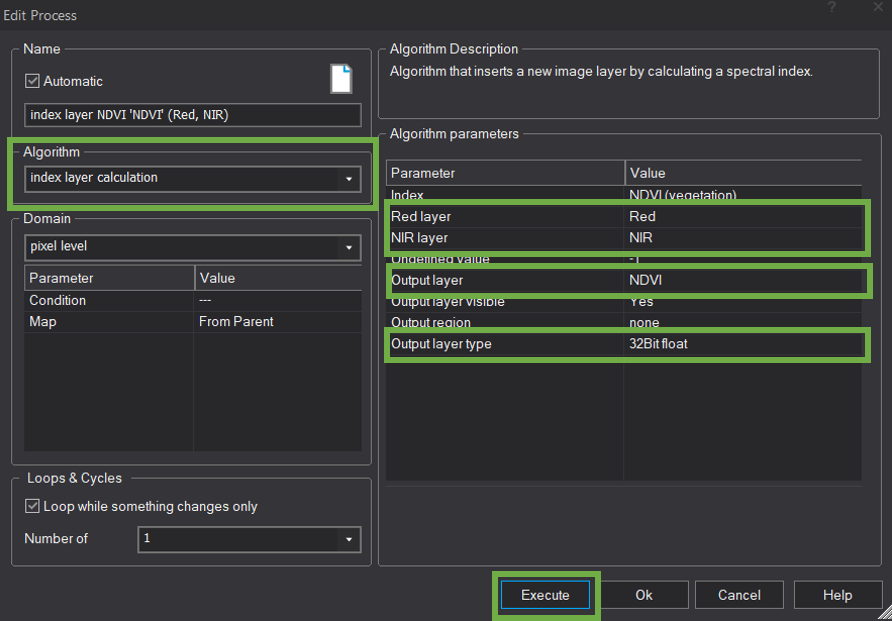 Edit Process
?
Name
Automatic
index layer NDVI 'NDVI' (Red, NIR)
Algorithm
index layer calculation
Domain
pixel level
Parameter Value
Condition ---
Map From Parent
Loops & Cycles
Loop while something changes only
Number of 1
Algorithm Description
Algorithm that inserts a new image layer by calculating a spectral index.
Algorithm parameters
Parameter Value
Index NDVI (vegetation)
Red layer Red
NIR layer NIR
Undefined value -1
Output layer NDVI
Output layer visible Yes
Output region none
Output layer type 32Bit float
Execute Ok Cancel Help